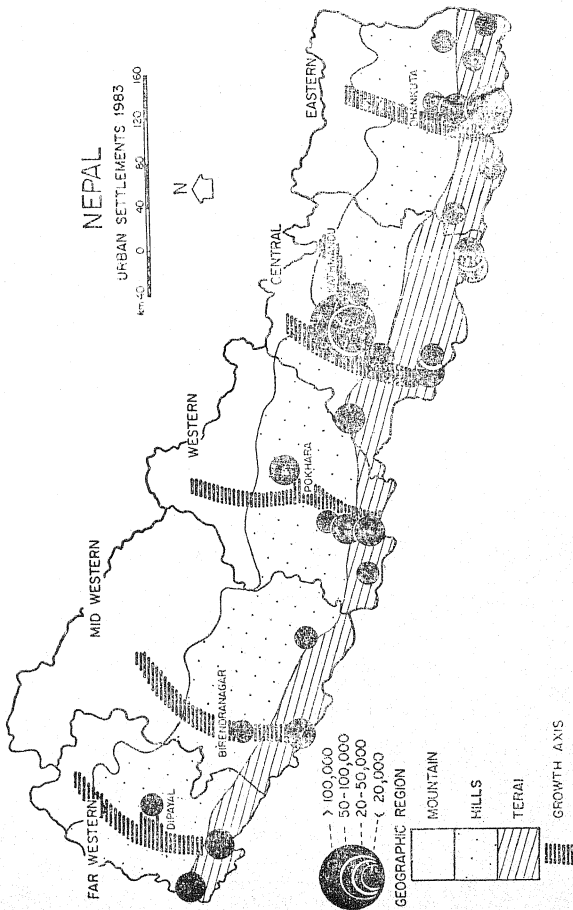 NEPAL
URBAN SETTLEMENTS 1983
km 40 0 40 80 120 160
N
FAR WESTERN
MID WESTERN
WESTERN
CENTRAL
EASTERN
DIPAYAL
BIRENDRANAGAR
POKHARA
KATHMANDU
DHANKUTA
> 100,000
50-100,000
20-50,000
< 20,000
GEOGRAPHIC REGION
MOUNTAIN
HILLS
TERAI
GROWTH AXIS